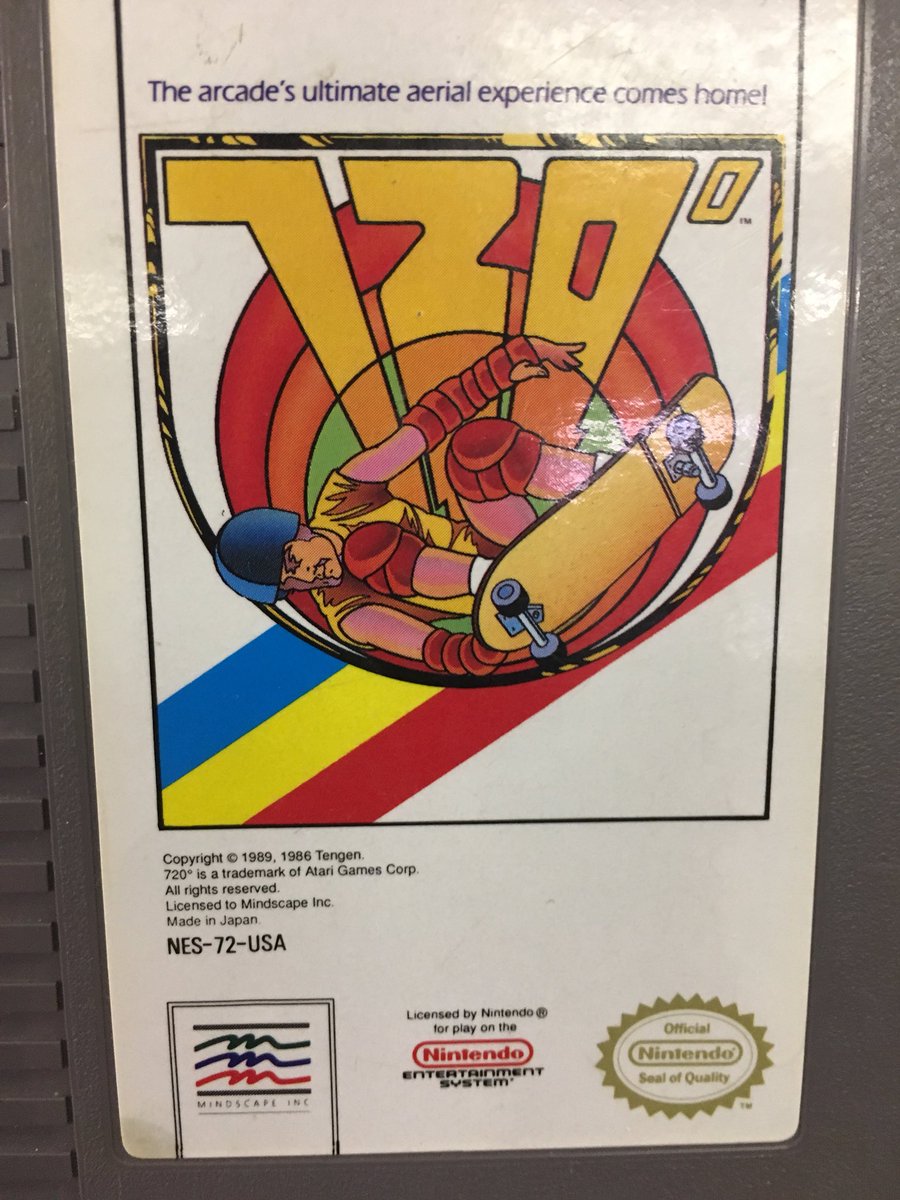 The arcade's ultimate aerial experience comes home!
720°
TM
Copyright © 1989, 1986 Tengen.
720° is a trademark of Atari Games Corp.
All rights reserved.
Licensed to Mindscape Inc.
Made in Japan.
NES-72-USA
MINDSCAPE INC
Licensed by Nintendo®
for play on the
Nintendo
ENTERTAINMENT
SYSTEM
Official
Nintendo®
Seal of Quality
TM